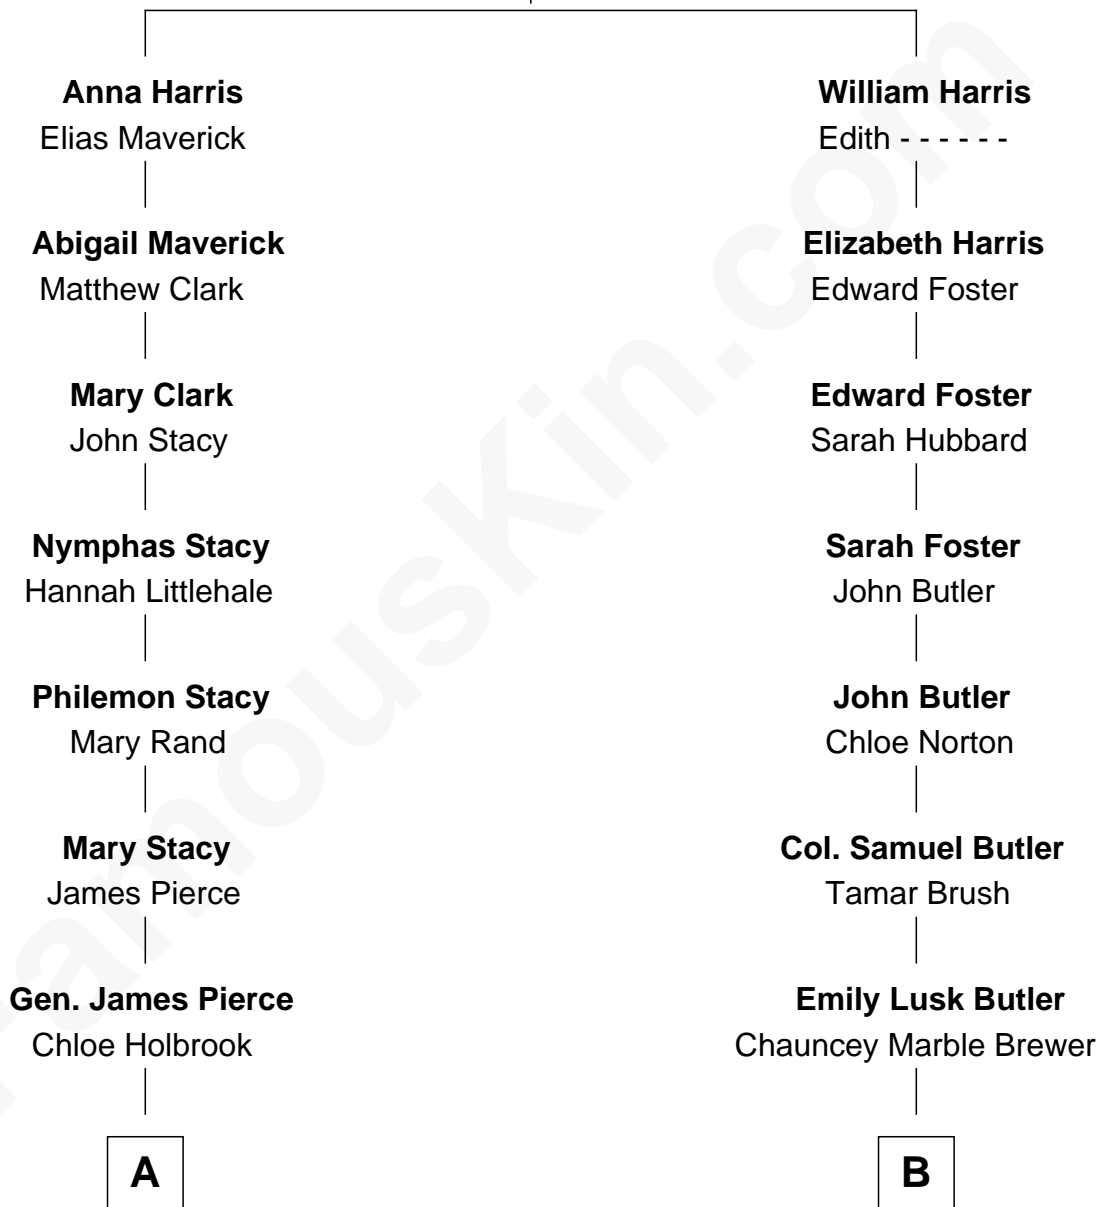 Anna Harris
Elias Maverick
William Harris
Edith - - - - - -
Abigail Maverick
Matthew Clark
Elizabeth Harris
Edward Foster
Mary Clark
John Stacy
Edward Foster
Sarah Hubbard
Nymphas Stacy
Hannah Littlehale
Sarah Foster
John Butler
Philemon Stacy
Mary Rand
John Butler
Chloe Norton
Mary Stacy
James Pierce
Col. Samuel Butler
Tamar Brush
Gen. James Pierce
Chloe Holbrook
Emily Lusk Butler
Chauncey Marble Brewer
A
B
FamousKin.com